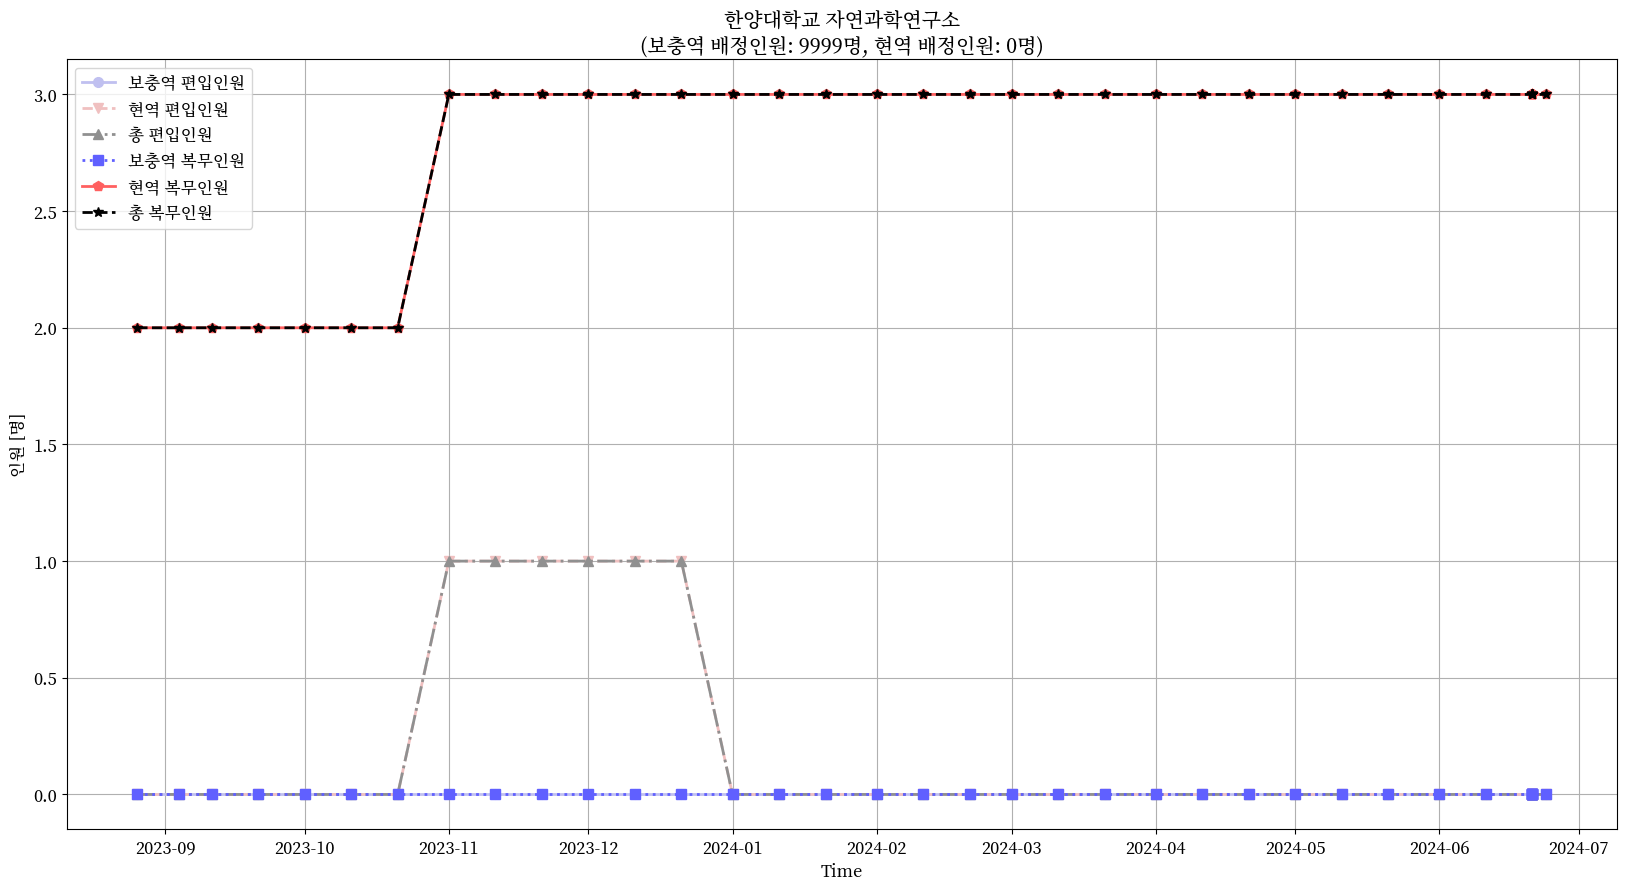 한양대학교 자연과학연구소
(보충역 배정인원: 9999명, 현역 배정인원: 0명)
보충역 편입인원
현역 편입인원
총 편입인원
보충역 복무인원
현역 복무인원
총 복무인원
인원 [명]
3.0
2.5
2.0
1.5
1.0
0.5
0.0
2023-09 2023-10 2023-11 2023-12 2024-01 2024-02 2024-03 2024-04 2024-05 2024-06 2024-07
Time